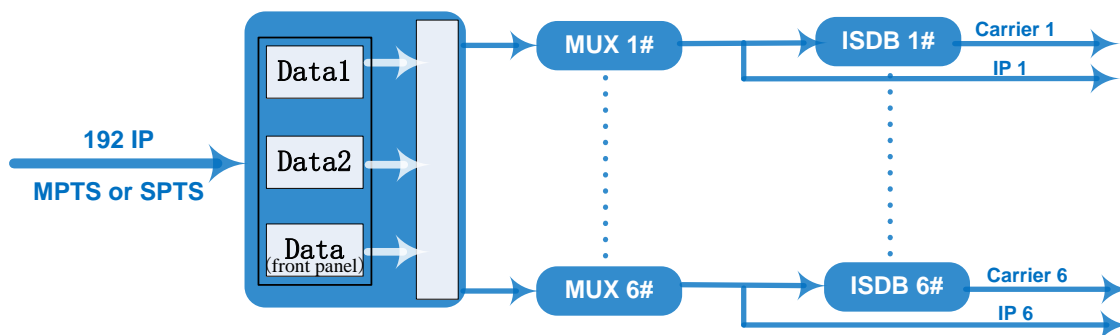 192 IP
MPTS or SPTS
Data1
Data2
Data
(front panel)
MUX 1#
ISDB 1#
Carrier 1
IP 1
MUX 6#
ISDB 6#
Carrier 6
IP 6